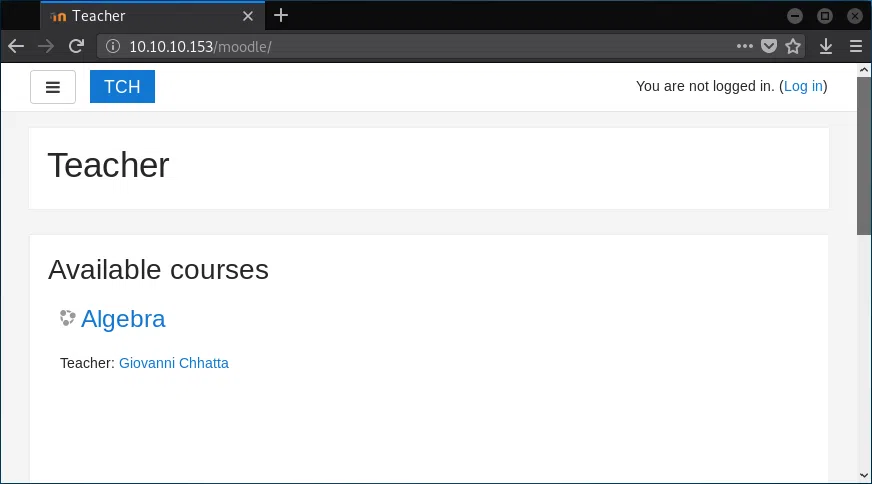 Teacher
10.10.10.153/moodle/
TCH
You are not logged in. (Log in)
Teacher
Available courses
Algebra
Teacher: Giovanni Chhatta